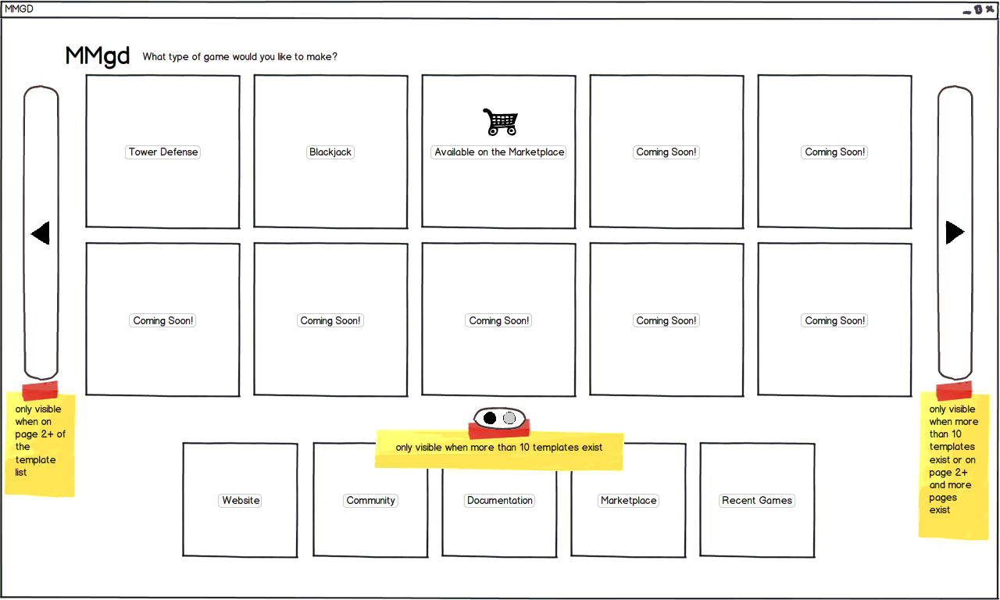 MMGD
MMgd What type of game would you like to make?
Tower Defense
Blackjack
Available on the Marketplace
Coming Soon!
Coming Soon!
Coming Soon!
Coming Soon!
Coming Soon!
Coming Soon!
Coming Soon!
only visible
when on
page 2+ of
the
template
list
only visible
when more
than 10
templates
exist or on
page 2+
and more
pages
exist
only visible when more than 10 templates exist
Website
Community
Documentation
Marketplace
Recent Games